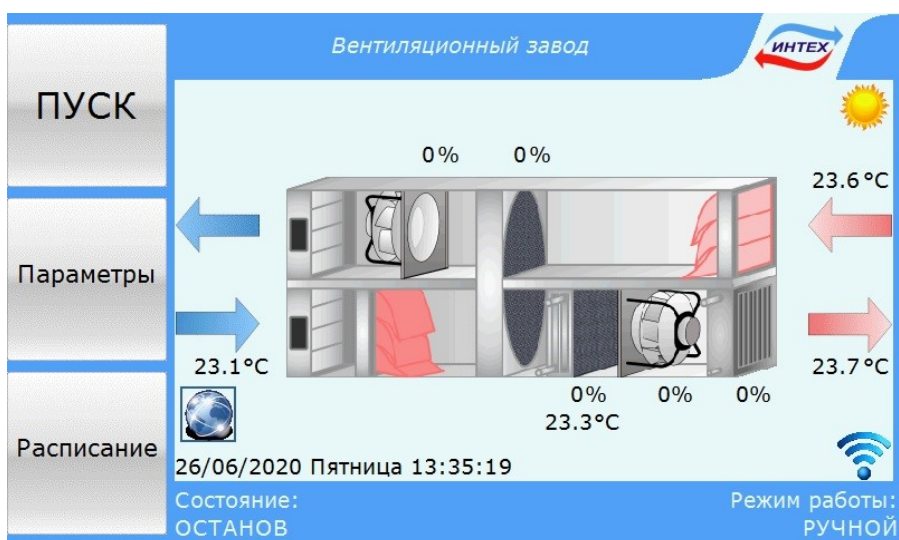 Вентиляционный завод
ИНТЕХ
ПУСК
0% 0%
23.6°C
Параметры
23.1°C
23.7°C
0% 0% 0%
23.3°C
Расписание
26/06/2020 Пятница 13:35:19
Состояние:
ОСТАНОВ
Режим работы:
РУЧНОЙ